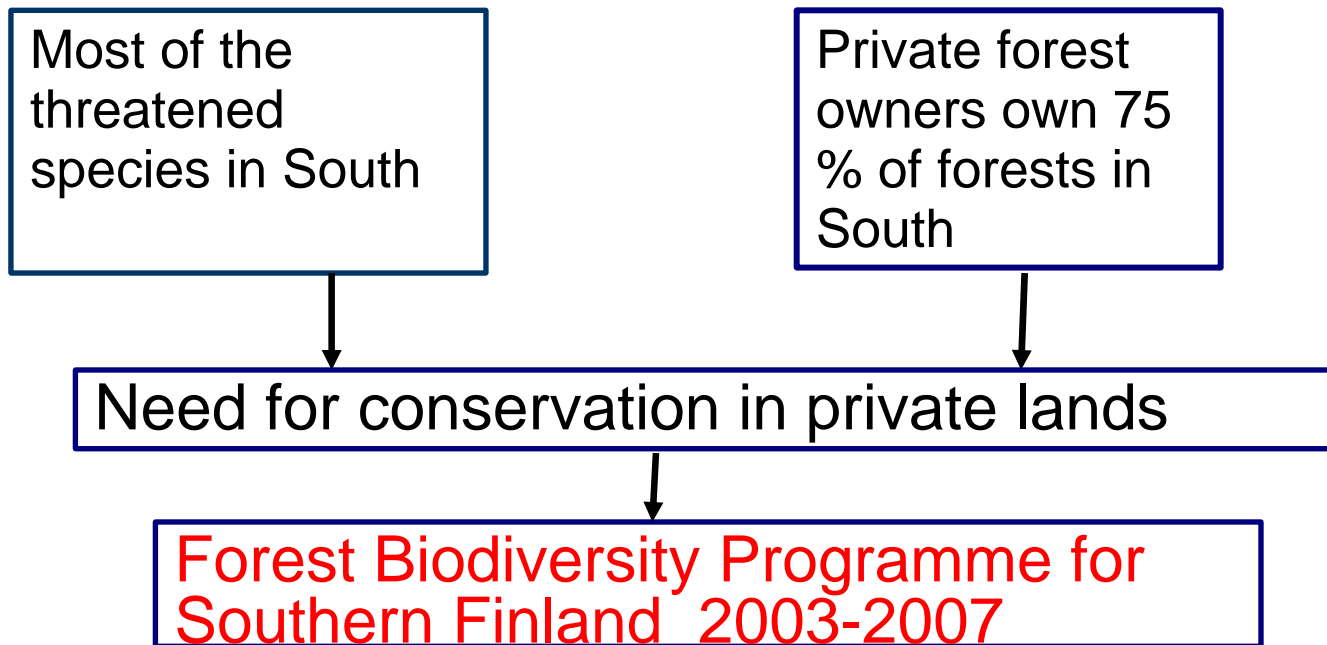 Most of the
threatened
species in South
Private forest
owners own 75
% of forests in
South
Need for conservation in private lands
Forest Biodiversity Programme for
Southern Finland 2003-2007